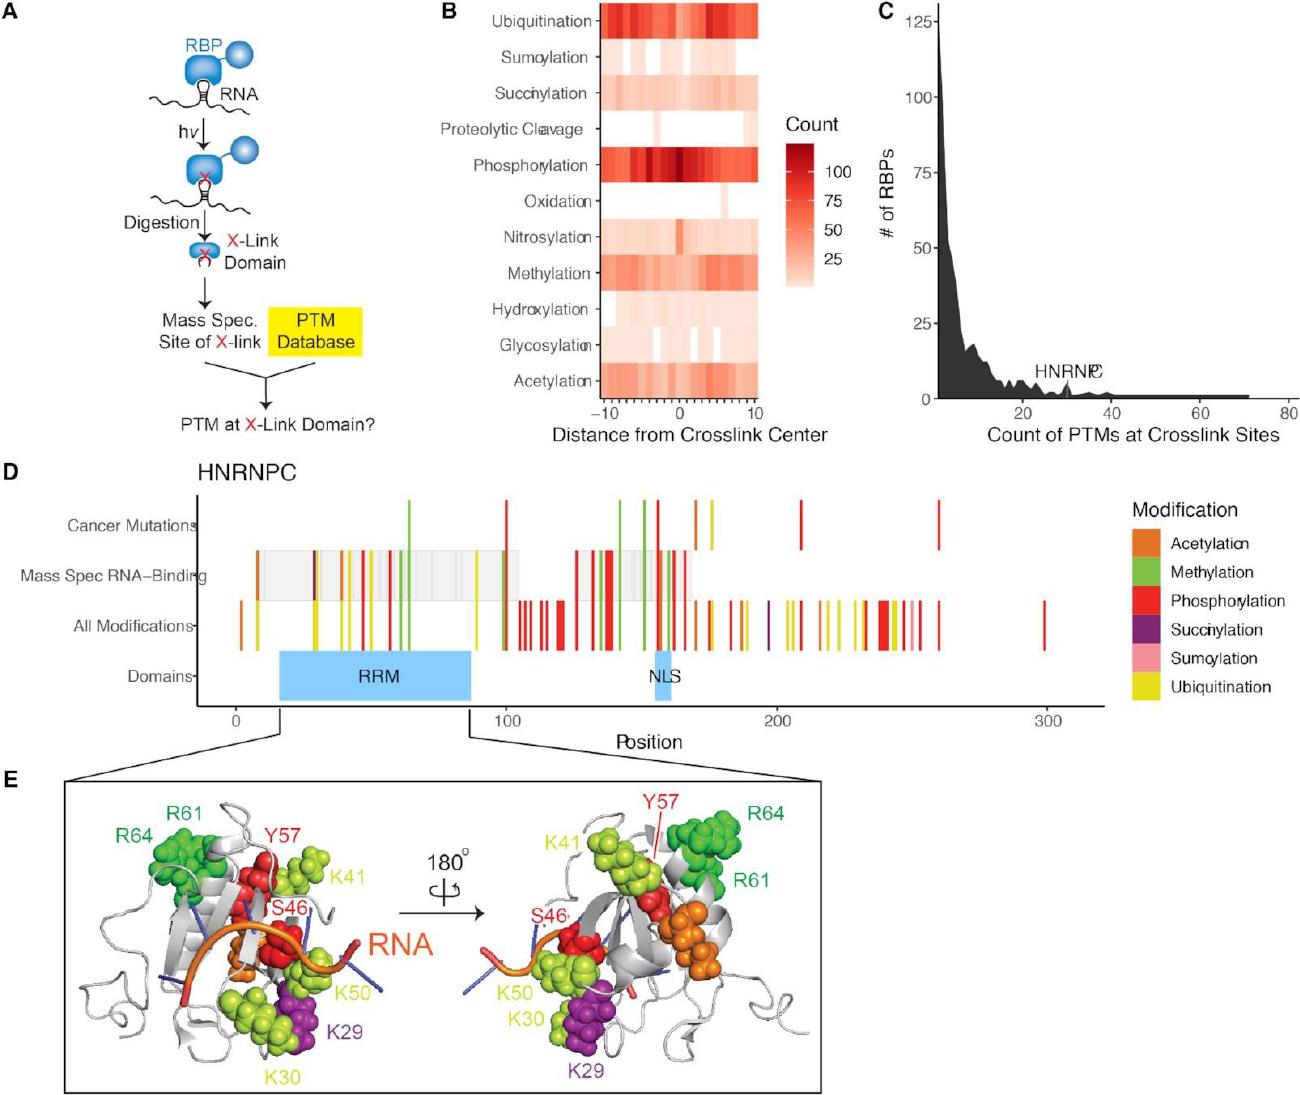 A
RBP
RNA
hν
Digestion
X-Link
Domain
Mass Spec.
Site of X-link
PTM
Database
PTM at X-Link Domain?
B
Ubiquitination
Sumoylation
Succinylation
Proteolytic Cleavage
Phosphorylation
Oxidation
Nitrosylation
Methylation
Hydroxylation
Glycosylation
Acetylation
−10
0
10
Distance from Crosslink Center
Count
100
75
50
25
C
125
100
75
50
25
0
# of RBPs
HNRNPC
20
40
60
80
Count of PTMs at Crosslink Sites
D
HNRNPC
Cancer Mutations
Mass Spec RNA−Binding
All Modifications
Domains
RRM
NLS
0
100
200
300
Position
Modification
Acetylation
Methylation
Phosphorylation
Succinylation
Sumoylation
Ubiquitination
E
R61
R64
Y57
K41
S46
RNA
K50
K29
K30
180°
Y57
R64
K41
R61
S46
K50
K30
K29